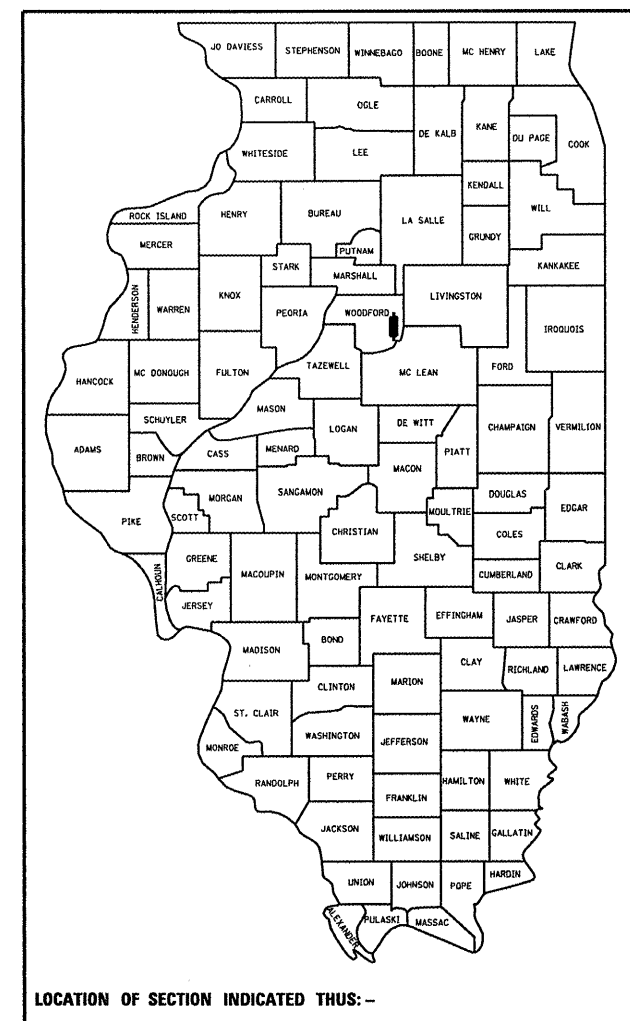 JO DAVIESS
STEPHENSON
WINNEBAGO
BOONE
MC HENRY
LAKE
CARROLL
OGLE
DE KALB
KANE
DU PAGE
COOK
WHITESIDE
LEE
KENDALL
WILL
ROCK ISLAND
HENRY
BUREAU
LA SALLE
GRUNDY
MERCER
PUTNAM
STARK
MARSHALL
KANKAKEE
HENDERSON
WARREN
KNOX
PEORIA
WOODFORD
LIVINGSTON
IROQUOIS
HANCOCK
MC DONOUGH
FULTON
TAZEWELL
MC LEAN
FORD
SCHUYLER
MASON
LOGAN
DE WITT
CHAMPAIGN
VERMILION
ADAMS
BROWN
CASS
MENARD
PIATT
MACON
PIKE
SCOTT
MORGAN
SANGAMON
CHRISTIAN
MOULTRIE
DOUGLAS
EDGAR
COLES
CALHOUN
GREENE
MACOUPIN
MONTGOMERY
SHELBY
CUMBERLAND
CLARK
JERSEY
FAYETTE
EFFINGHAM
JASPER
CRAWFORD
MADISON
BOND
CLAY
RICHLAND
LAWRENCE
CLINTON
MARION
ST. CLAIR
WAYNE
EDWARDS
WABASH
WASHINGTON
JEFFERSON
MONROE
RANDOLPH
PERRY
HAMILTON
WHITE
FRANKLIN
JACKSON
WILLIAMSON
SALINE
GALLATIN
UNION
JOHNSON
POPE
HARDIN
ALEXANDER
PULASKI
MASSAC
LOCATION OF SECTION INDICATED THUS: -